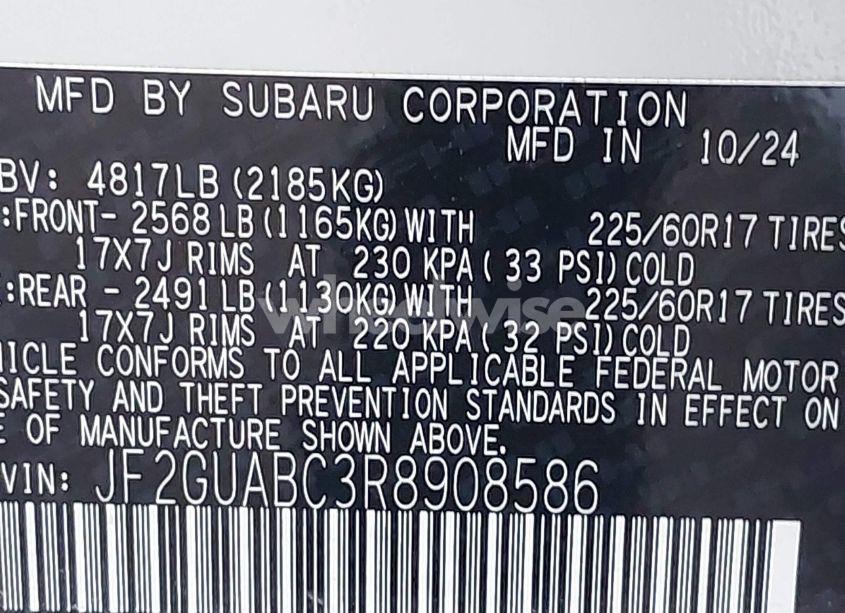 MFD BY SUBARU CORPORATION
MFD IN 10/24
BV: 4817LB (2185KG)
:FRONT- 2568 LB (1165KG) WITH 225/60R17 TIRES
17X7J RIMS AT 230 KPA ( 33 PSI) COLD
:REAR - 2491 LB (1130KG) WITH 225/60R17 TIRES
17X7J RIMS AT 220 KPA ( 32 PSI) COLD
wheelwise
ICLE CONFORMS TO ALL APPLICABLE FEDERAL MOTOR
SAFETY AND THEFT PREVENTION STANDARDS IN EFFECT ON
E OF MANUFACTURE SHOWN ABOVE.
VIN: JF2GUABC3R8908586